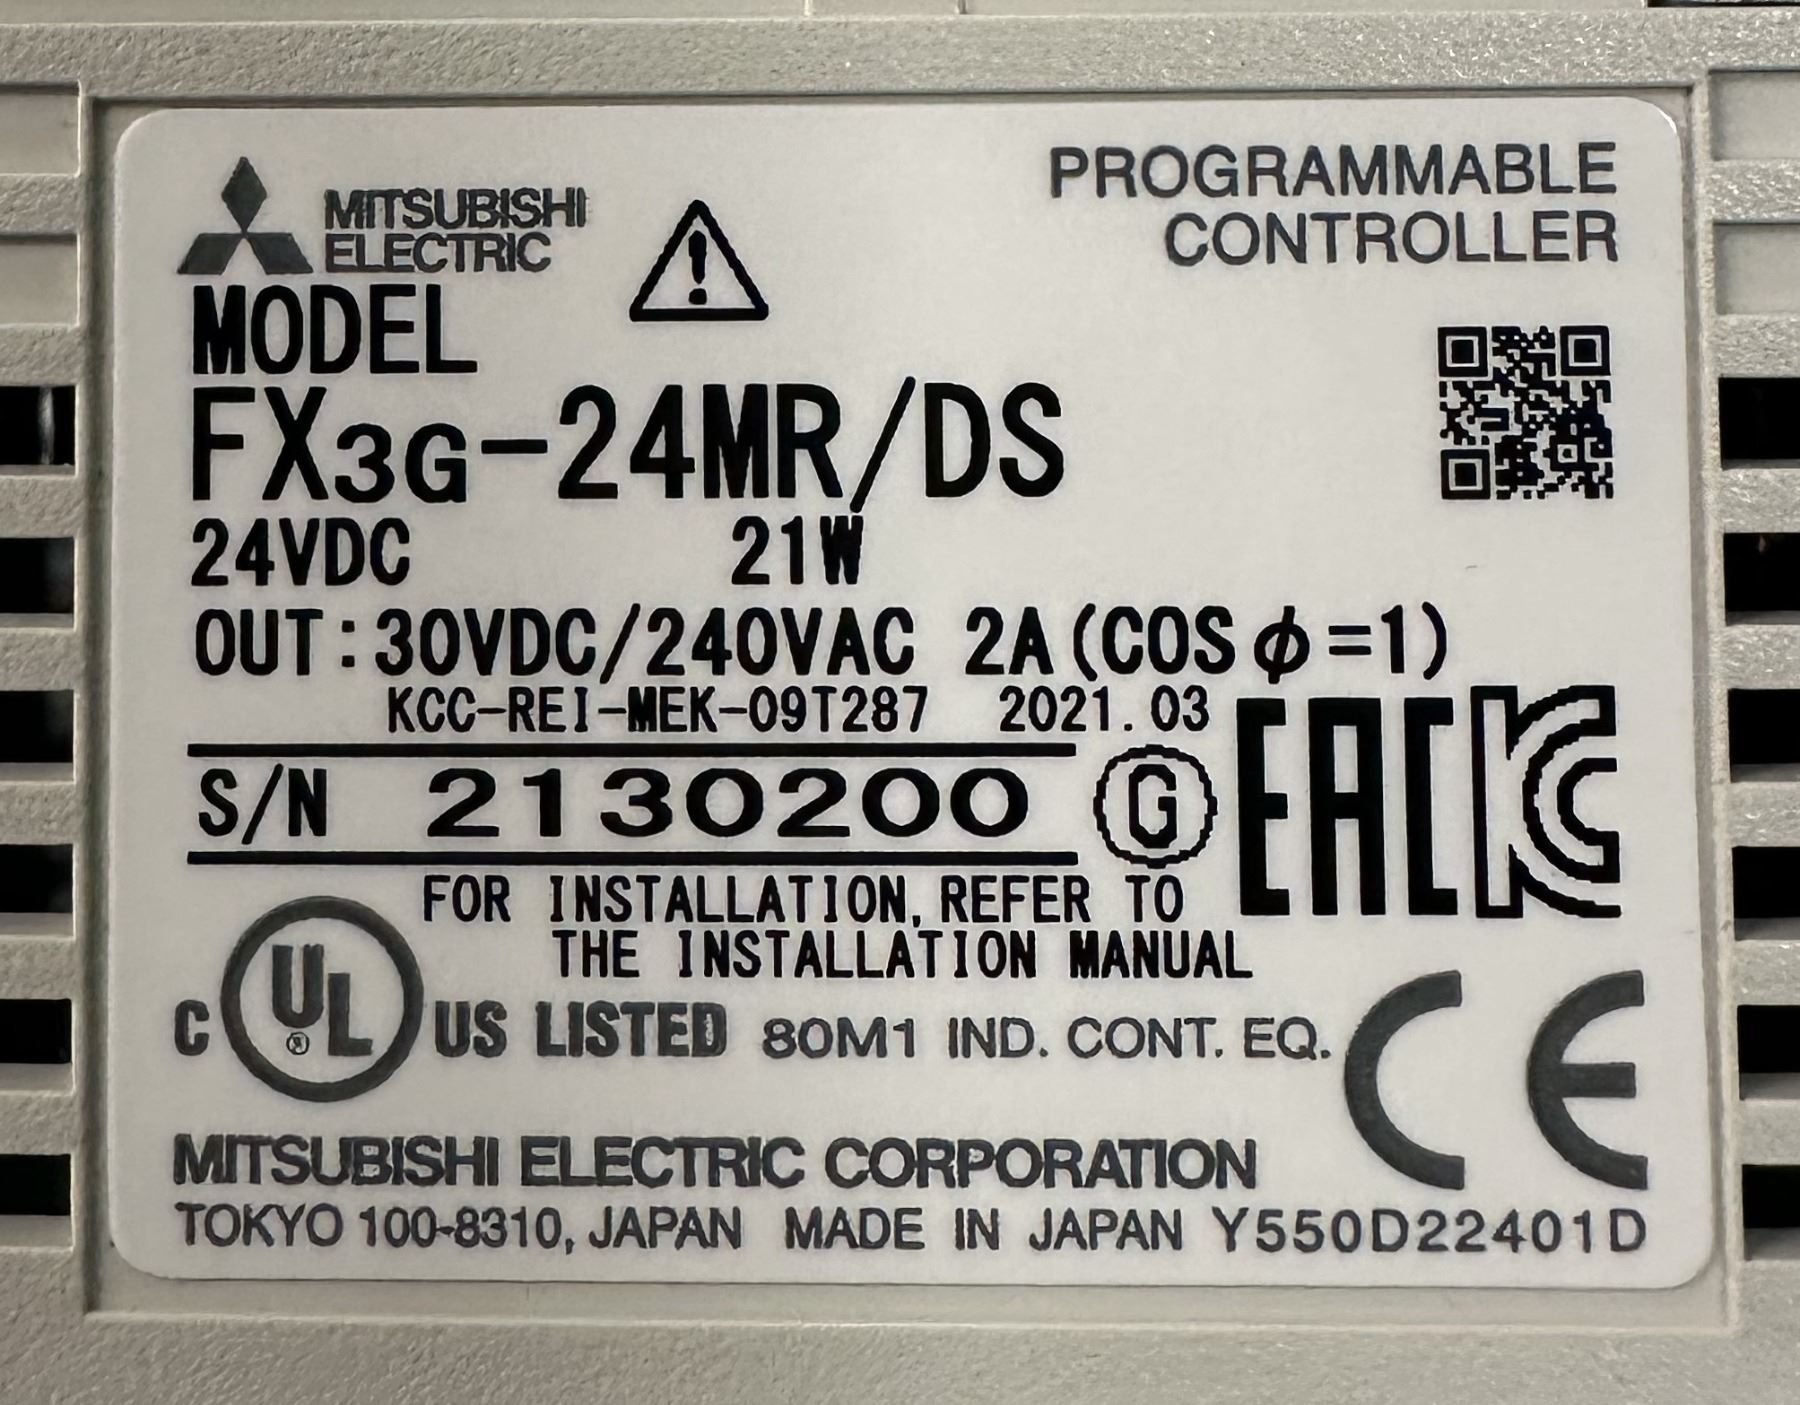 MITSUBISHI
ELECTRIC
PROGRAMMABLE
CONTROLLER
MODEL
FX3G-24MR/DS
24VDC 21W
OUT:30VDC/240VAC 2A(COSφ=1)
KCC-REI-MEK-09T287 2021.03
S/N 2130200
G EAC KC
FOR INSTALLATION, REFER TO
THE INSTALLATION MANUAL
C UL® US LISTED 80M1 IND. CONT. EQ. CE
MITSUBISHI ELECTRIC CORPORATION
TOKYO 100-8310, JAPAN MADE IN JAPAN Y550D22401D